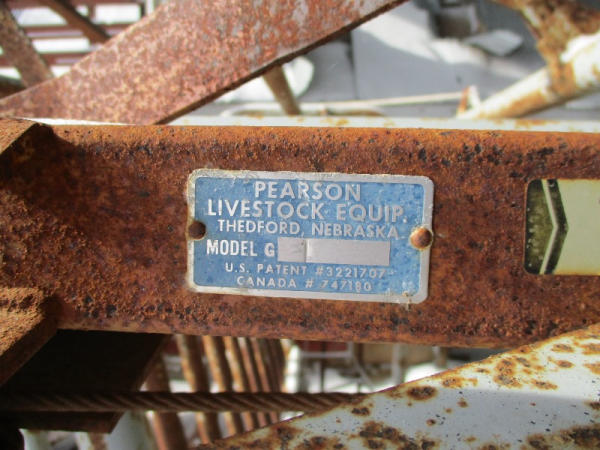 PEARSON
LIVESTOCK EQUIP.
THEDFORD, NEBRASKA
MODEL G
U.S. PATENT #3221707
CANADA # 747180